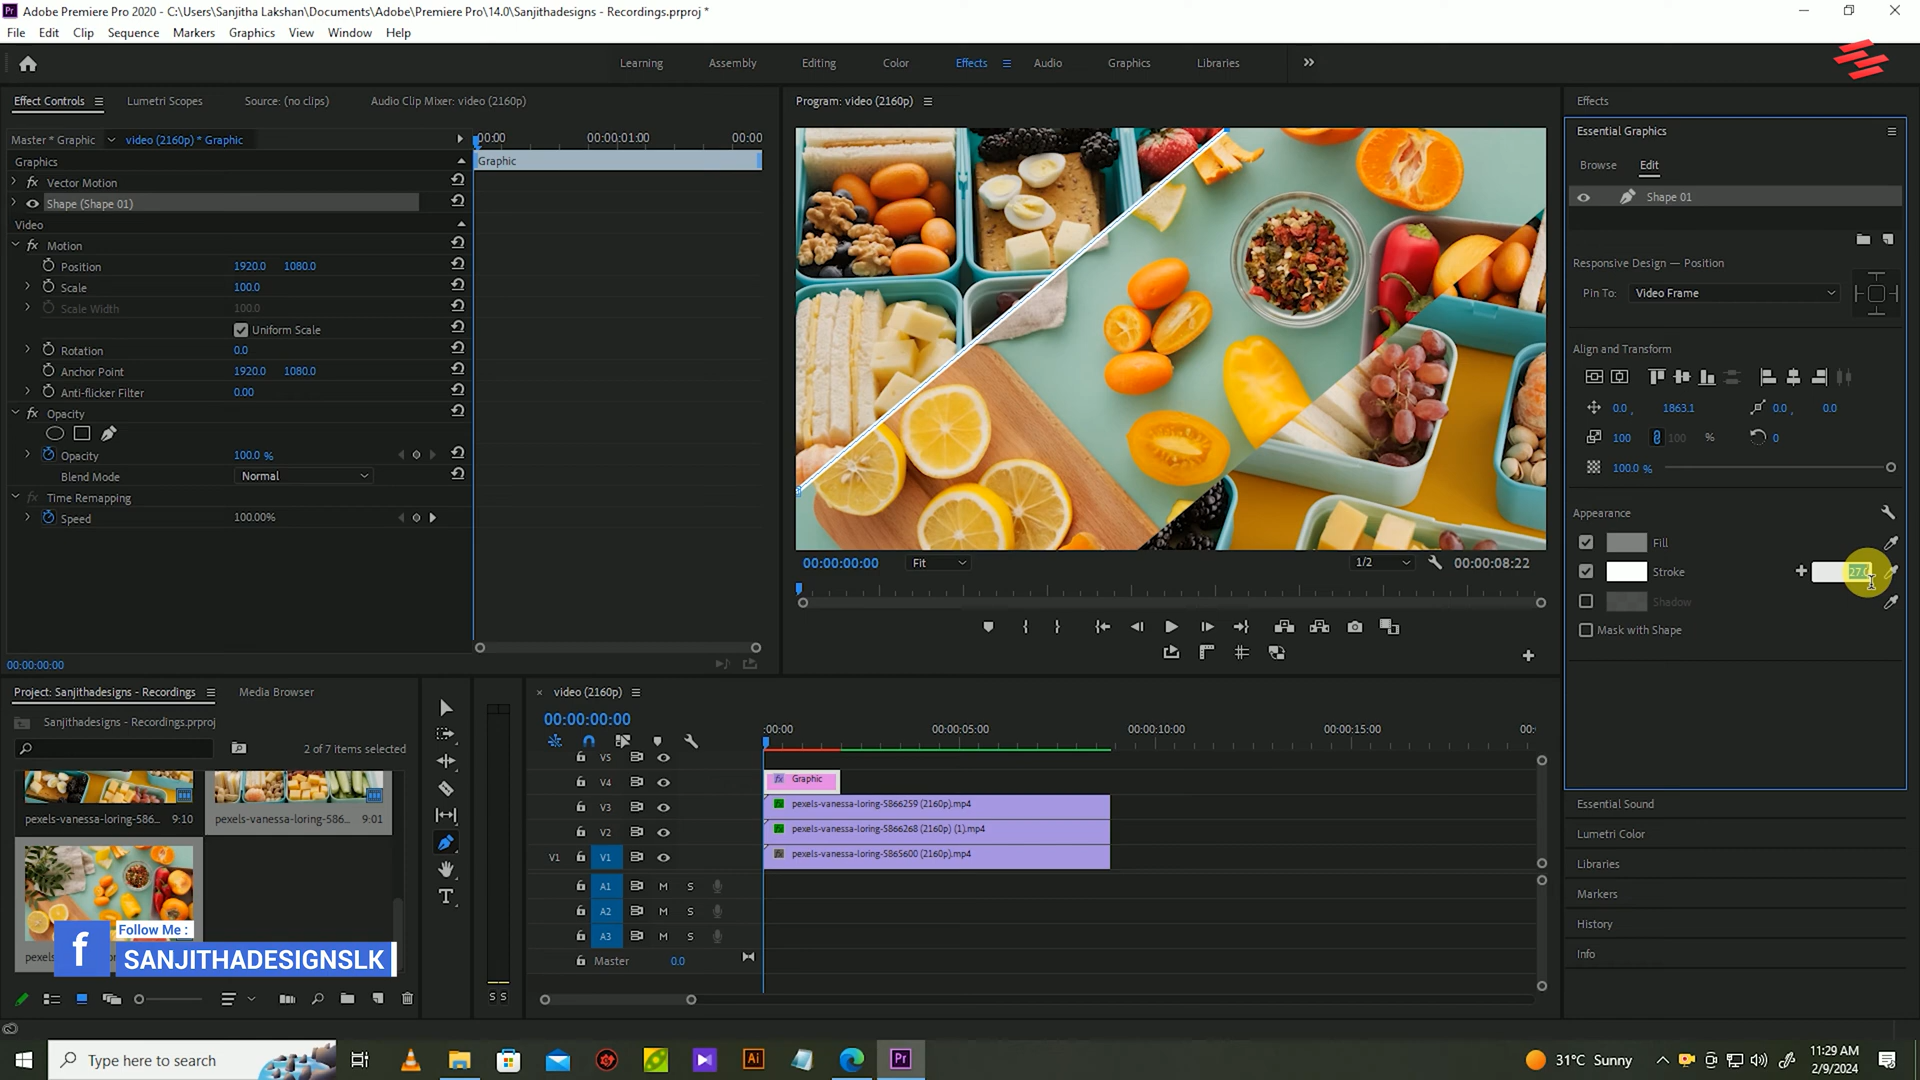 Adobe Premiere Pro 2020 - C:\Users\Sanjitha Lakshan\Documents\Adobe\Premiere Pro\14.0\Sanjithadesigns - Recordings.prproj *
File Edit Clip Sequence Markers Graphics View Window Help
Learning Assembly Editing Color Effects Audio Graphics Libraries
Effect Controls Lumetri Scopes Source: (no clips) Audio Clip Mixer: video (2160p)
Master * Graphic video (2160p) * Graphic
:00:00 00:00:01:00 00:00
Graphics
Graphic
fx Vector Motion
Shape (Shape 01)
Video
fx Motion
Position 1920.0 1080.0
Scale 100.0
Scale Width 100.0
Uniform Scale
Rotation 0.0
Anchor Point 1920.0 1080.0
Anti-flicker Filter 0.00
fx Opacity
Opacity 100.0 %
Blend Mode Normal
fx Time Remapping
Speed 100.00%
00:00:00:00
Program: video (2160p)
00:00:00:00 Fit 1/2 00:00:08:22
Effects
Essential Graphics
Browse Edit
Shape 01
Responsive Design — Position
Pin To: Video Frame
Align and Transform
0.0 , 1863.1 0.0 , 0.0
100 100 % 0
100.0 %
Appearance
Fill
Stroke 27.0
Shadow
Mask with Shape
Essential Sound
Lumetri Color
Libraries
Markers
History
Info
Project: Sanjithadesigns - Recordings Media Browser
Sanjithadesigns - Recordings.prproj
2 of 7 items selected
pexels-vanessa-loring-586... 9:10 pexels-vanessa-loring-586... 9:01
pexels
Follow Me :
f SANJITHADESIGNSLK
S S
video (2160p)
00:00:00:00
:00:00 00:00:05:00 00:00:10:00 00:00:15:00 00:
V5
V4 fx Graphic
V3 pexels-vanessa-loring-5866259 (2160p).mp4
V2 pexels-vanessa-loring-5866268 (2160p) (1).mp4
V1 V1 pexels-vanessa-loring-5865600 (2160p).mp4
A1 M S
A2 M S
A3 M S
Master 0.0
Type here to search
Ai Pr
31°C Sunny
11:29 AM
2/9/2024